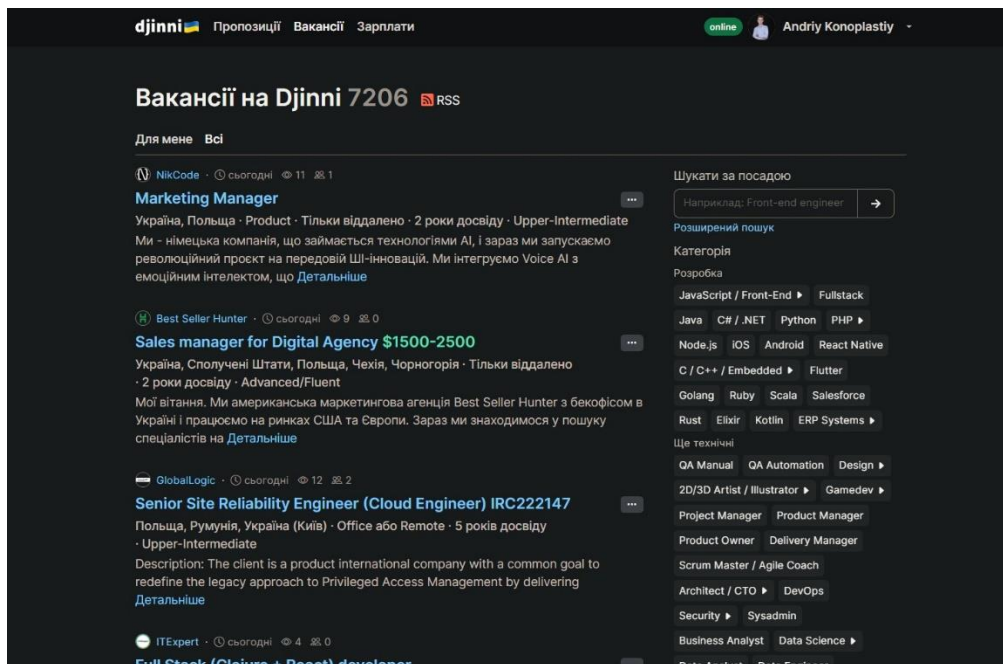 djinni Пропозиції Вакансії Зарплати
online Andriy Konoplastiy
Вакансії на Djinni 7206 RSS
Для мене Всі
NikCode · сьогодні 11 1
Marketing Manager
Україна, Польща · Product · Тільки віддалено · 2 роки досвіду · Upper-Intermediate
Ми - німецька компанія, що займається технологіями AI, і зараз ми запускаємо
революційний проєкт на передовій ШІ-інновацій. Ми інтегруємо Voice AI з
емоційним інтелектом, що Детальніше
Best Seller Hunter · сьогодні 9 0
Sales manager for Digital Agency $1500-2500
Україна, Сполучені Штати, Польща, Чехія, Чорногорія · Тільки віддалено
· 2 роки досвіду · Advanced/Fluent
Мої вітання. Ми американська маркетингова агенція Best Seller Hunter з бекофісом в
Україні і працюємо на ринках США та Європи. Зараз ми знаходимося у пошуку
спеціалістів на Детальніше
GlobalLogic · сьогодні 12 2
Senior Site Reliability Engineer (Cloud Engineer) IRC222147
Польща, Румунія, Україна (Київ) · Office або Remote · 5 років досвіду
· Upper-Intermediate
Description: The client is a product international company with a common goal to
redefine the legacy approach to Privileged Access Management by delivering
Детальніше
ITExpert · сьогодні 4 0
Full Stack (Clojure + React) developer
Шукати за посадою
Наприклад: Front-end engineer
Розширений пошук
Категорія
Розробка
JavaScript / Front-End Fullstack
Java C# / .NET Python PHP
Node.js iOS Android React Native
C / C++ / Embedded Flutter
Golang Ruby Scala Salesforce
Rust Elixir Kotlin ERP Systems
Ще технічні
QA Manual QA Automation Design
2D/3D Artist / Illustrator Gamedev
Project Manager Product Manager
Product Owner Delivery Manager
Scrum Master / Agile Coach
Architect / CTO DevOps
Security Sysadmin
Business Analyst Data Science
Data Analyst Data Engineer